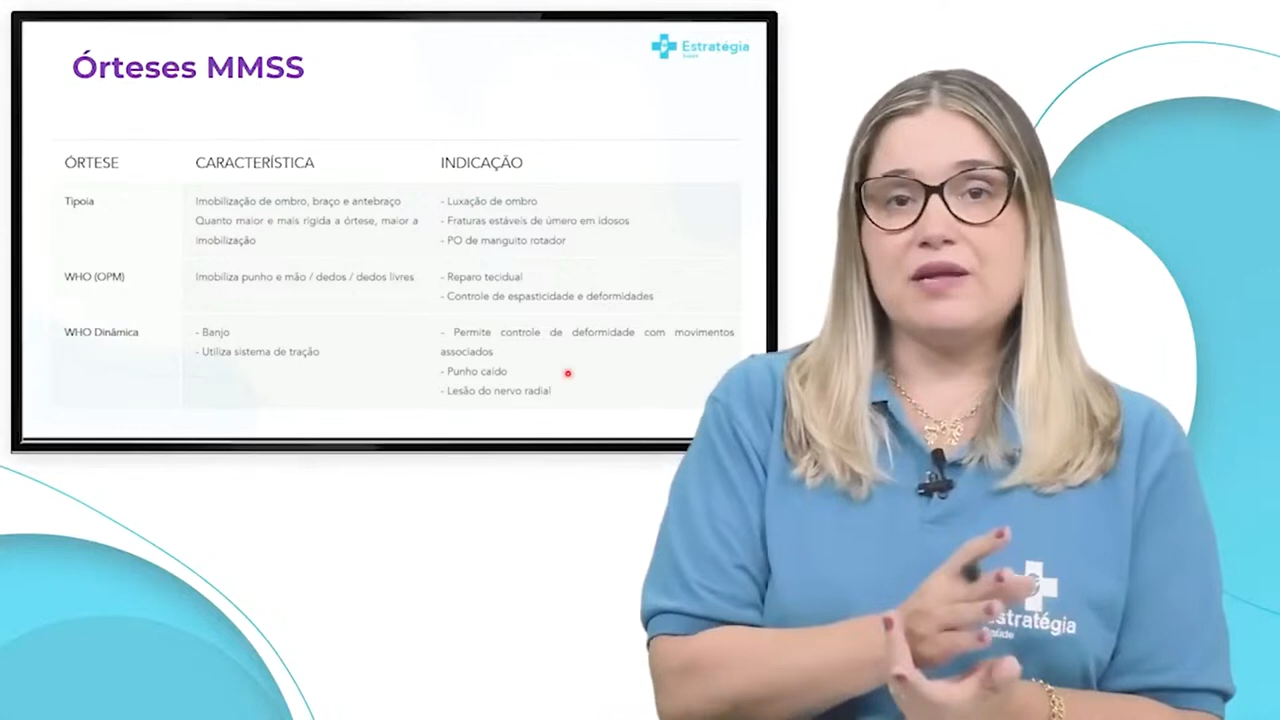 Órteses MMSS
Estratégia
Saúde
ÓRTESE
CARACTERÍSTICA
INDICAÇÃO
Tipoia
Imobilização de ombro, braço e antebraço
Quanto maior e mais rígida a órtese, maior a
imobilização
- Luxação de ombro
- Fraturas estáveis de úmero em idosos
- PO de manguito rotador
WHO (OPM)
Imobiliza punho e mão / dedos / dedos livres
- Reparo tecidual
- Controle de espasticidade e deformidades
WHO Dinâmica
- Banjo
- Utiliza sistema de tração
- Permite controle de deformidade com movimentos
associados
- Punho caído
- Lesão do nervo radial
estratégia
Saúde